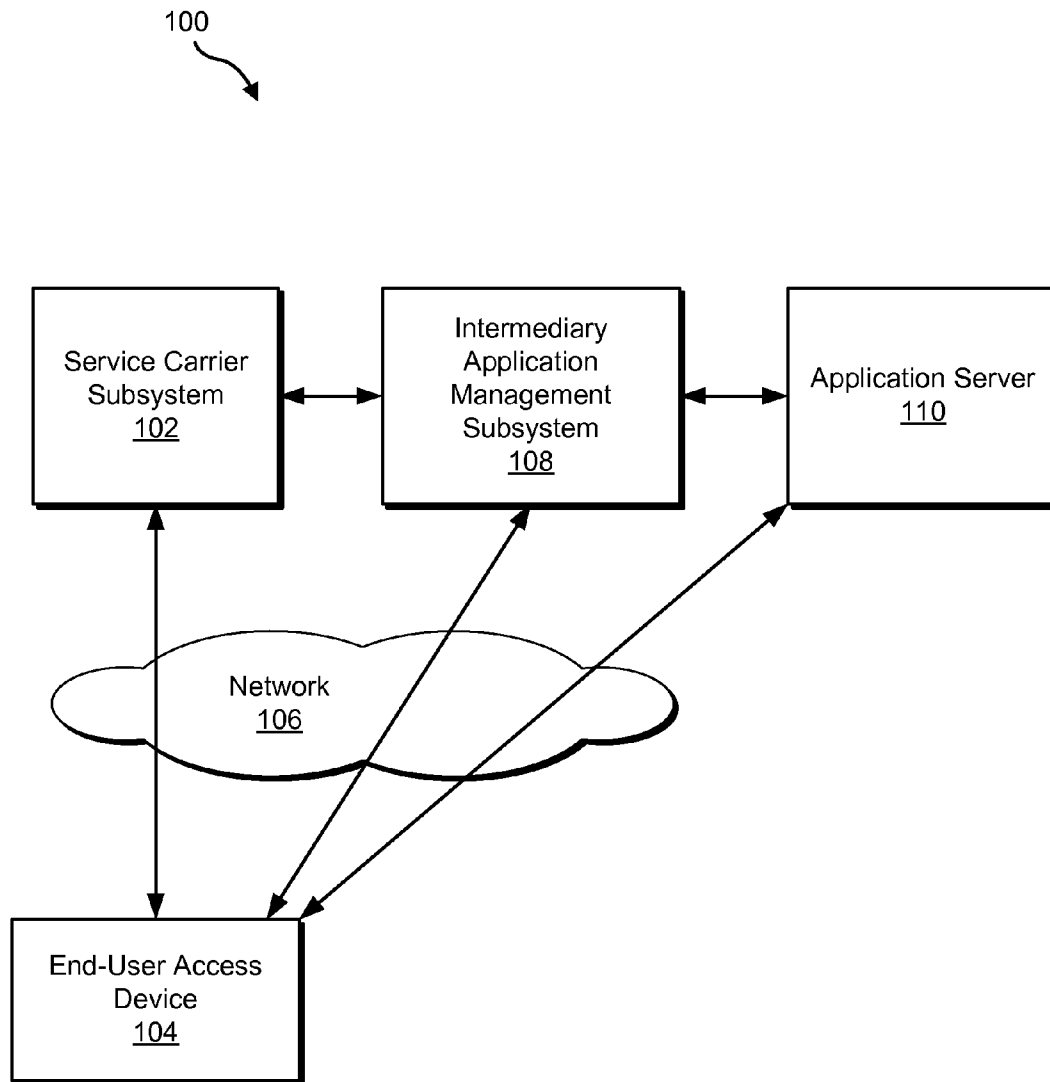 100
Service Carrier
Subsystem
102
Intermediary
Application
Management
Subsystem
108
Application Server
110
Network
106
End-User Access
Device
104